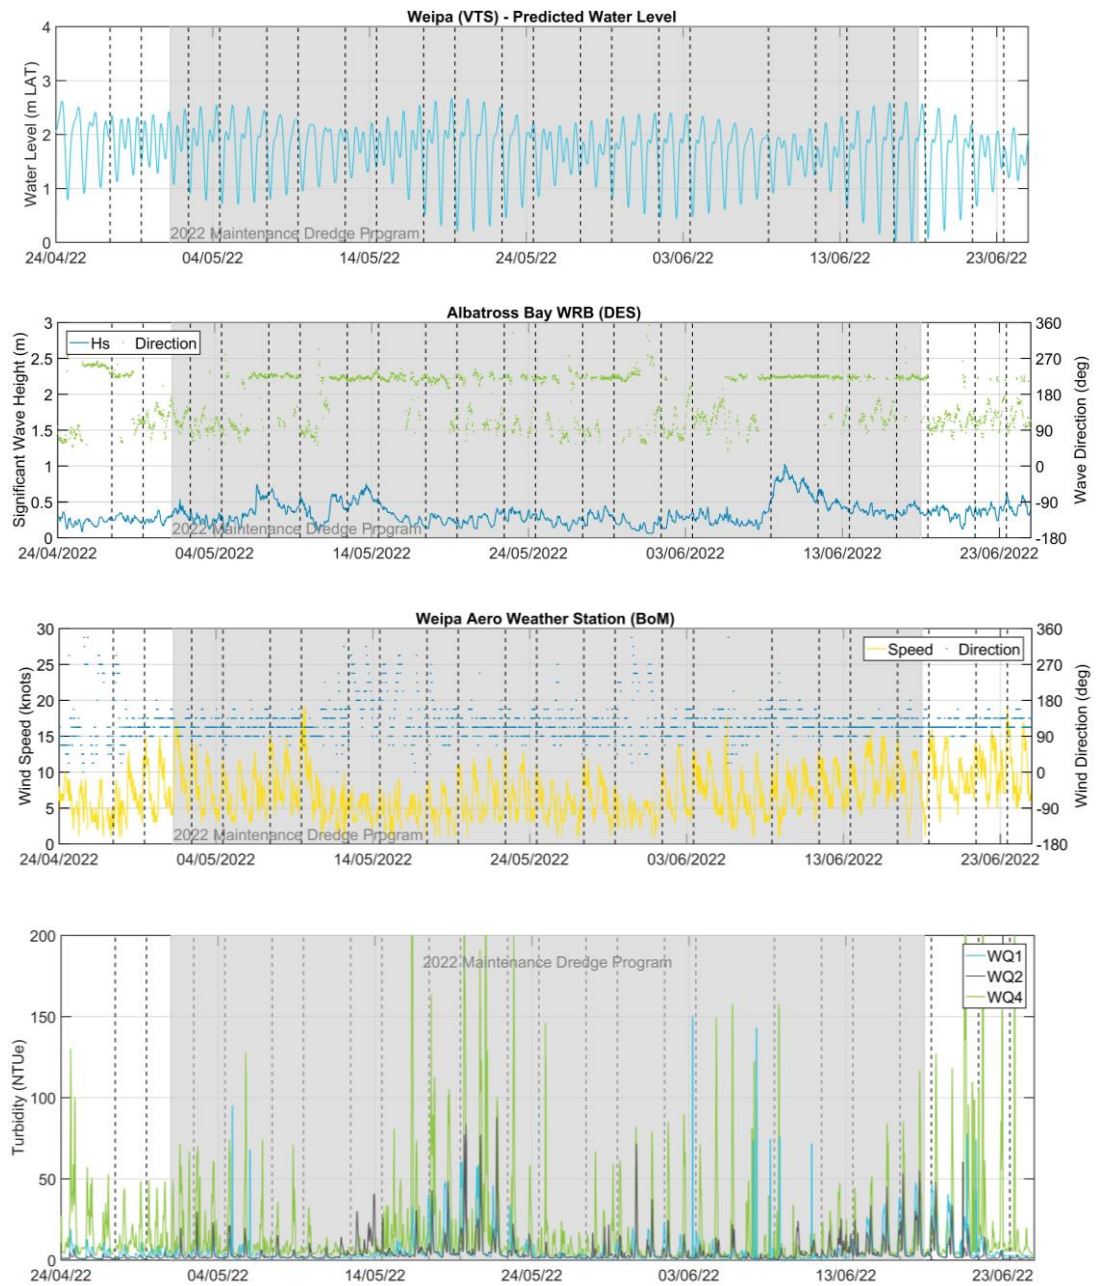 Weipa (VTS) - Predicted Water Level
Water Level (m LAT)
4
3
2
1
0
2022 Maintenance Dredge Program
24/04/22 04/05/22 14/05/22 24/05/22 03/06/22 13/06/22 23/06/22
Albatross Bay WRB (DES)
Significant Wave Height (m)
3
2.5
2
1.5
1
0.5
0
Hs Direction
360
270
180
90
0
-90
-180
Wave Direction (deg)
2022 Maintenance Dredge Program
24/04/2022 04/05/2022 14/05/2022 24/05/2022 03/06/2022 13/06/2022 23/06/2022
Weipa Aero Weather Station (BoM)
Wind Speed (knots)
30
25
20
15
10
5
0
Speed Direction
360
270
180
90
0
-90
-180
Wind Direction (deg)
2022 Maintenance Dredge Program
24/04/2022 04/05/2022 14/05/2022 24/05/2022 03/06/2022 13/06/2022 23/06/2022
Turbidity (NTUe)
200
150
100
50
0
2022 Maintenance Dredge Program
WQ1
WQ2
WQ4
24/04/22 04/05/22 14/05/22 24/05/22 03/06/22 13/06/22 23/06/22